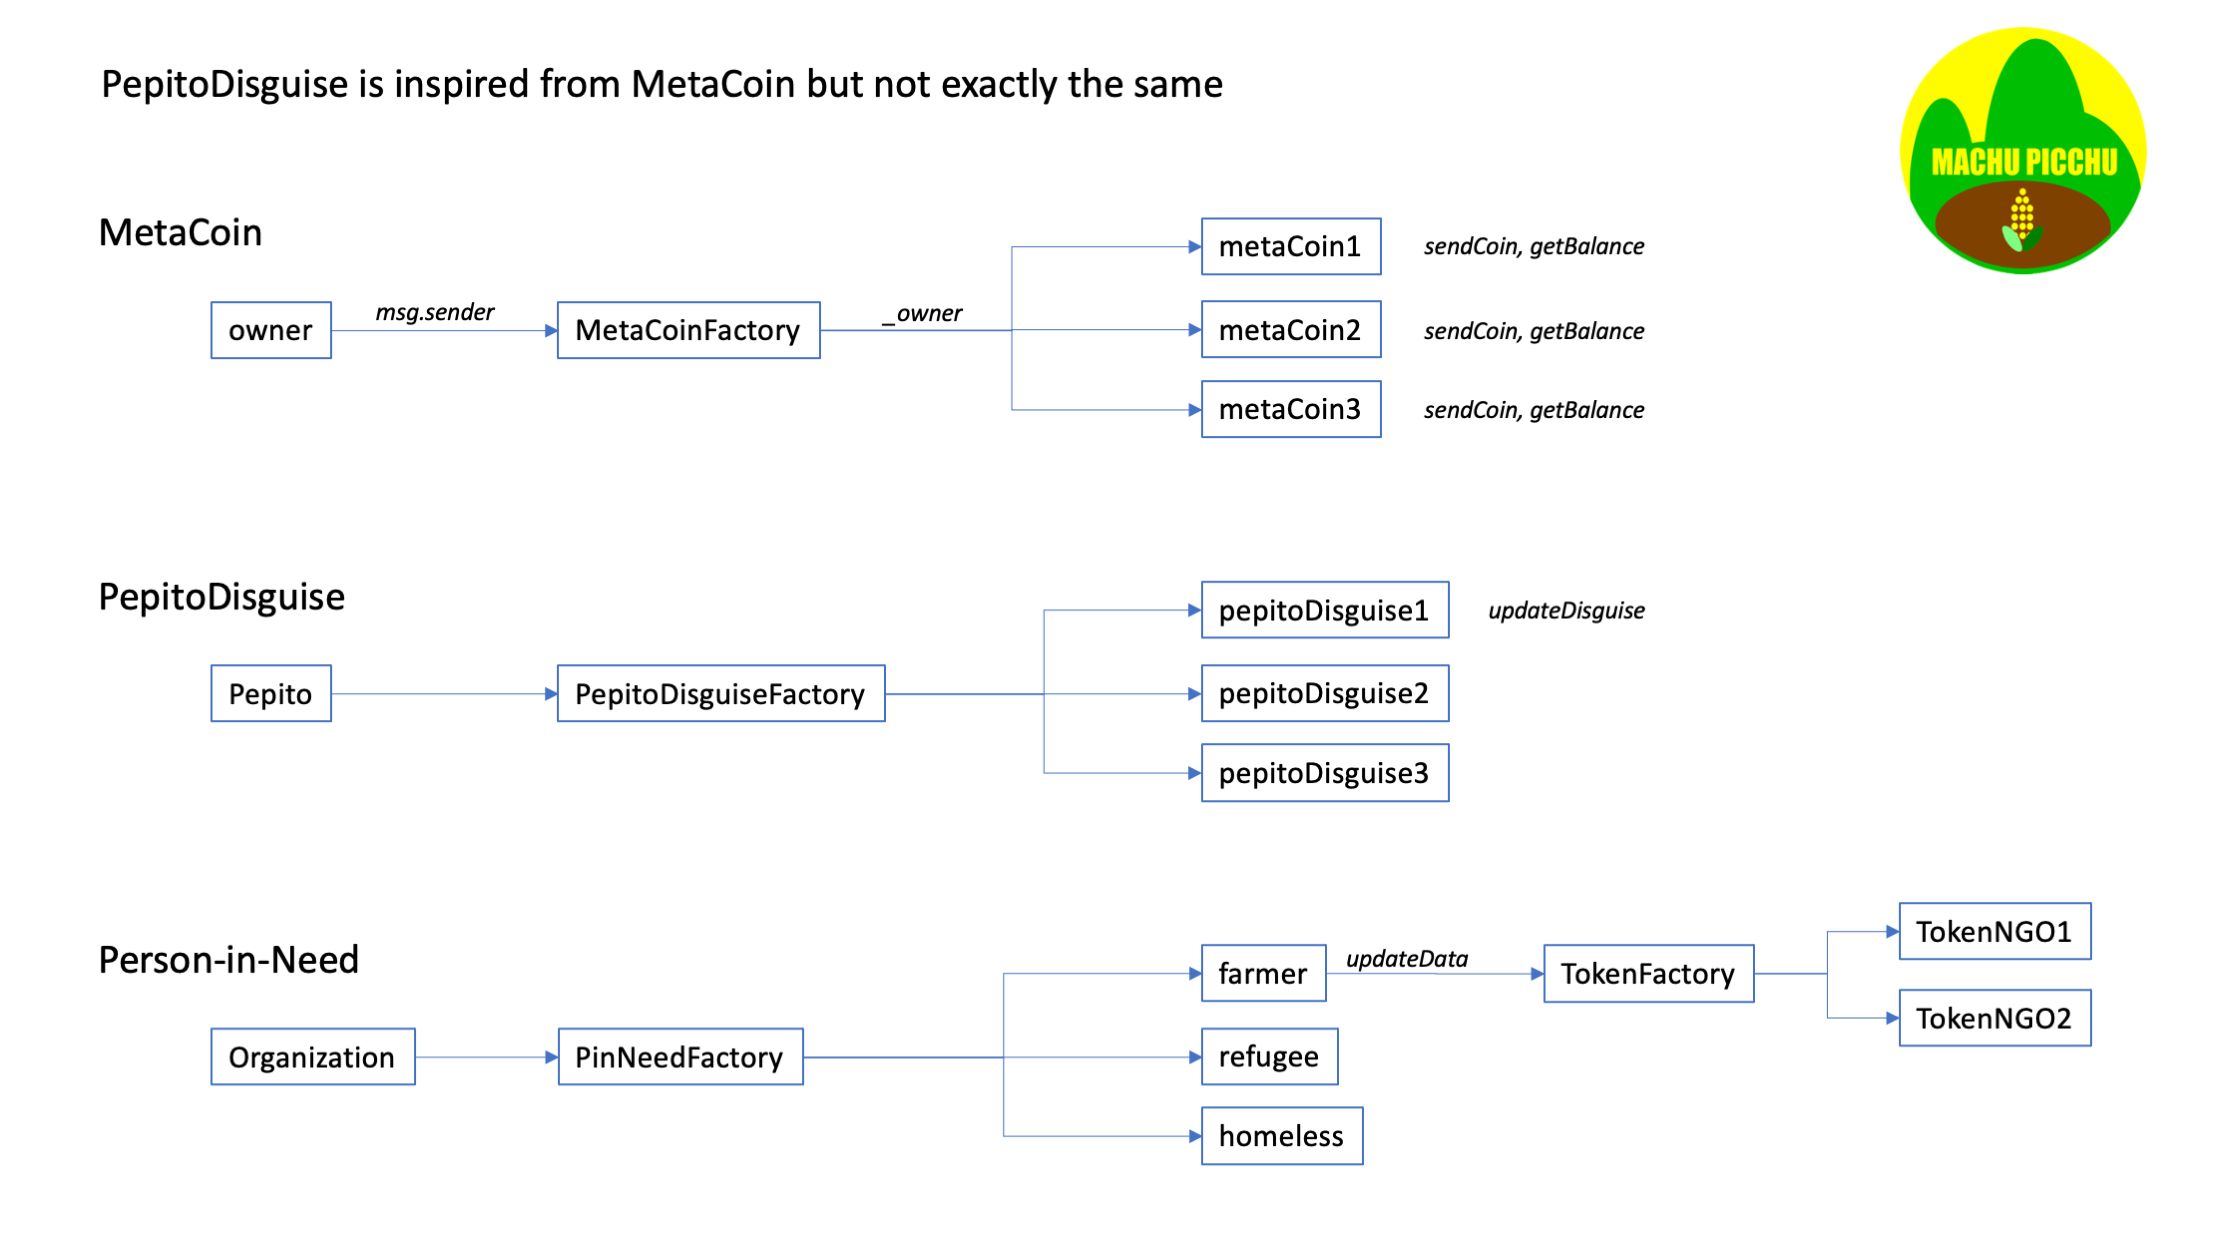 PepitoDisguise is inspired from MetaCoin but not exactly the same
MACHU PICCHU
MetaCoin
owner
msg.sender
MetaCoinFactory
_owner
metaCoin1
sendCoin, getBalance
metaCoin2
sendCoin, getBalance
metaCoin3
sendCoin, getBalance
PepitoDisguise
Pepito
PepitoDisguiseFactory
pepitoDisguise1
updateDisguise
pepitoDisguise2
pepitoDisguise3
Person-in-Need
Organization
PinNeedFactory
farmer
updateData
TokenFactory
TokenNGO1
TokenNGO2
refugee
homeless